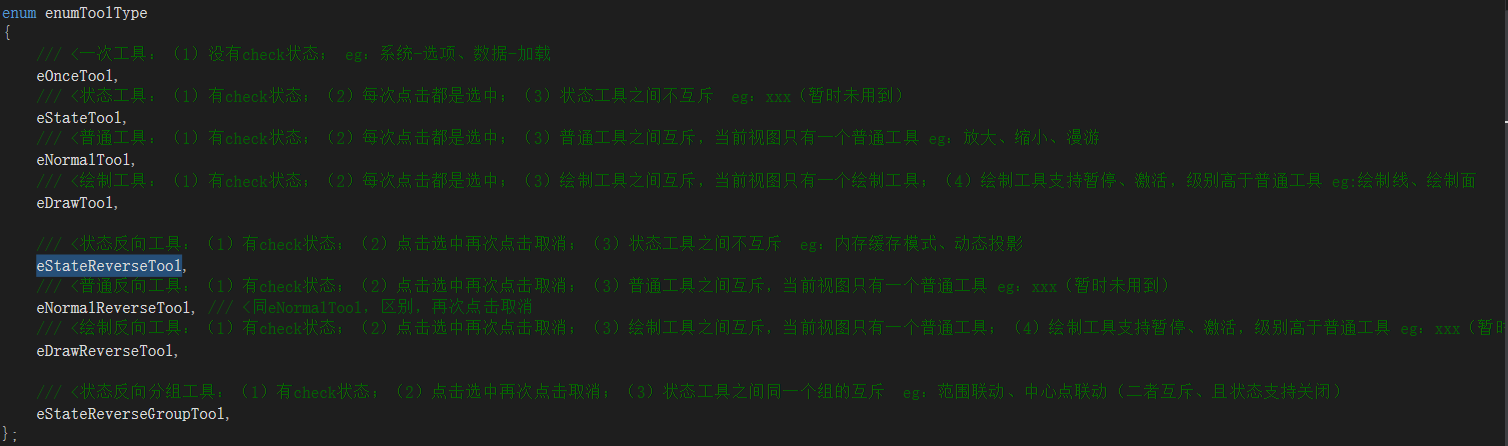 enum enumToolType
{
/// <一次工具：（1）没有check状态； eg：系统-选项、数据-加载
eOnceTool,
/// <状态工具：（1）有check状态；（2）每次点击都是选中；（3）状态工具之间不互斥  eg：xxx（暂时未用到）
eStateTool,
/// <普通工具：（1）有check状态；（2）每次点击都是选中；（3）普通工具之间互斥，当前视图只有一个普通工具 eg：放大、缩小、漫游
eNormalTool,
/// <绘制工具：（1）有check状态；（2）每次点击都是选中；（3）绘制工具之间互斥，当前视图只有一个绘制工具；（4）绘制工具支持暂停、激活，级别高于普通工具 eg:绘制线、绘制面
eDrawTool,
/// <状态反向工具：（1）有check状态；（2）点击选中再次点击取消；（3）状态工具之间不互斥  eg：内存缓存模式、动态投影
eStateReverseTool,
/// <普通反向工具：（1）有check状态；（2）点击选中再次点击取消；（3）普通工具之间互斥，当前视图只有一个普通工具 eg：xxx（暂时未用到）
eNormalReverseTool, /// <同eNormalTool，区别，再次点击取消
/// <绘制反向工具：（1）有check状态；（2）点击选中再次点击取消；（3）绘制工具之间互斥，当前视图只有一个普通工具；（4）绘制工具支持暂停、激活，级别高于普通工具 eg：xxx（暂时
eDrawReverseTool,
/// <状态反向分组工具：（1）有check状态；（2）点击选中再次点击取消；（3）状态工具之间同一个组的互斥  eg：范围联动、中心点联动（二者互斥、且状态支持关闭）
eStateReverseGroupTool,
};